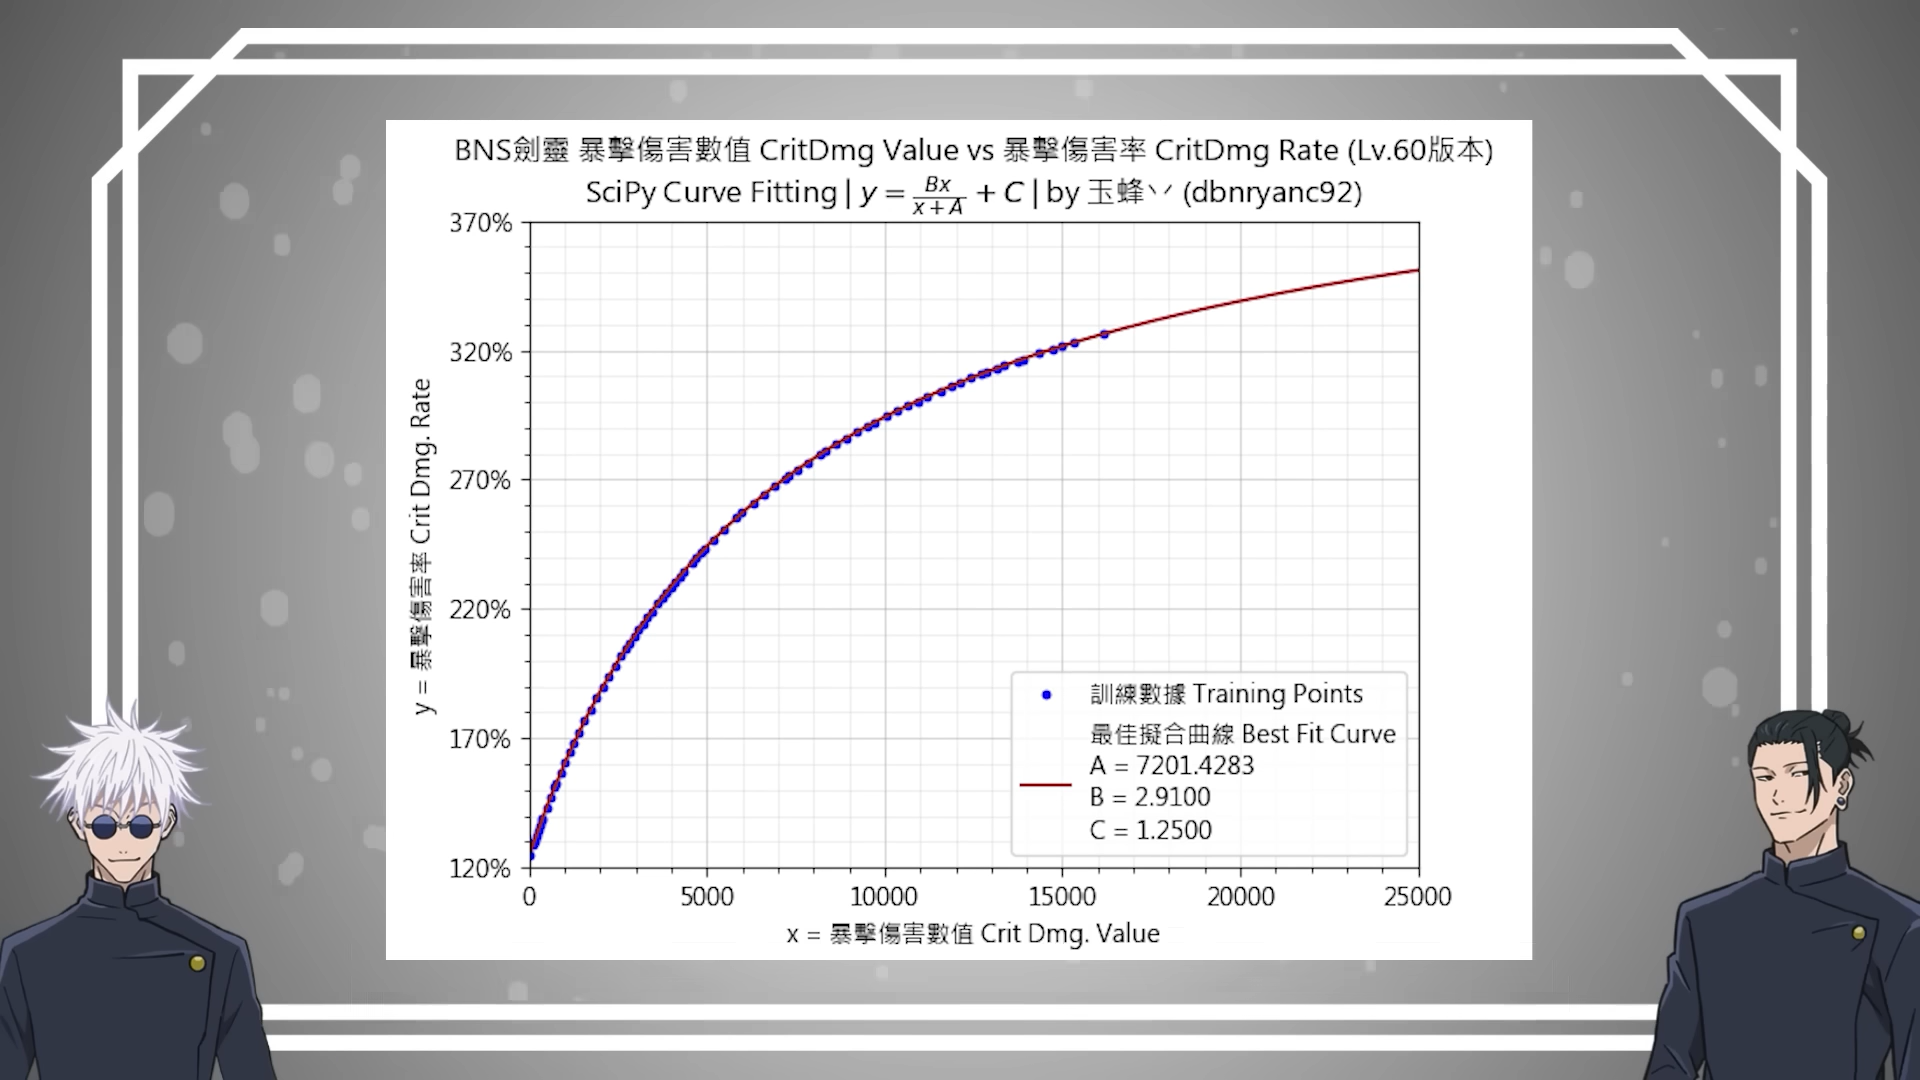 BNS劍靈 暴擊傷害數值 CritDmg Value vs 暴擊傷害率 CritDmg Rate (Lv.60版本)
SciPy Curve Fitting | y = Bx/(x + A) + C | by 玉蜂丷 (dbnryanc92)
370%
320%
270%
220%
170%
120%
y = 暴擊傷害率 Crit Dmg. Rate
訓練數據 Training Points
最佳擬合曲線 Best Fit Curve
A = 7201.4283
B = 2.9100
C = 1.2500
0 5000 10000 15000 20000 25000
x = 暴擊傷害數值 Crit Dmg. Value